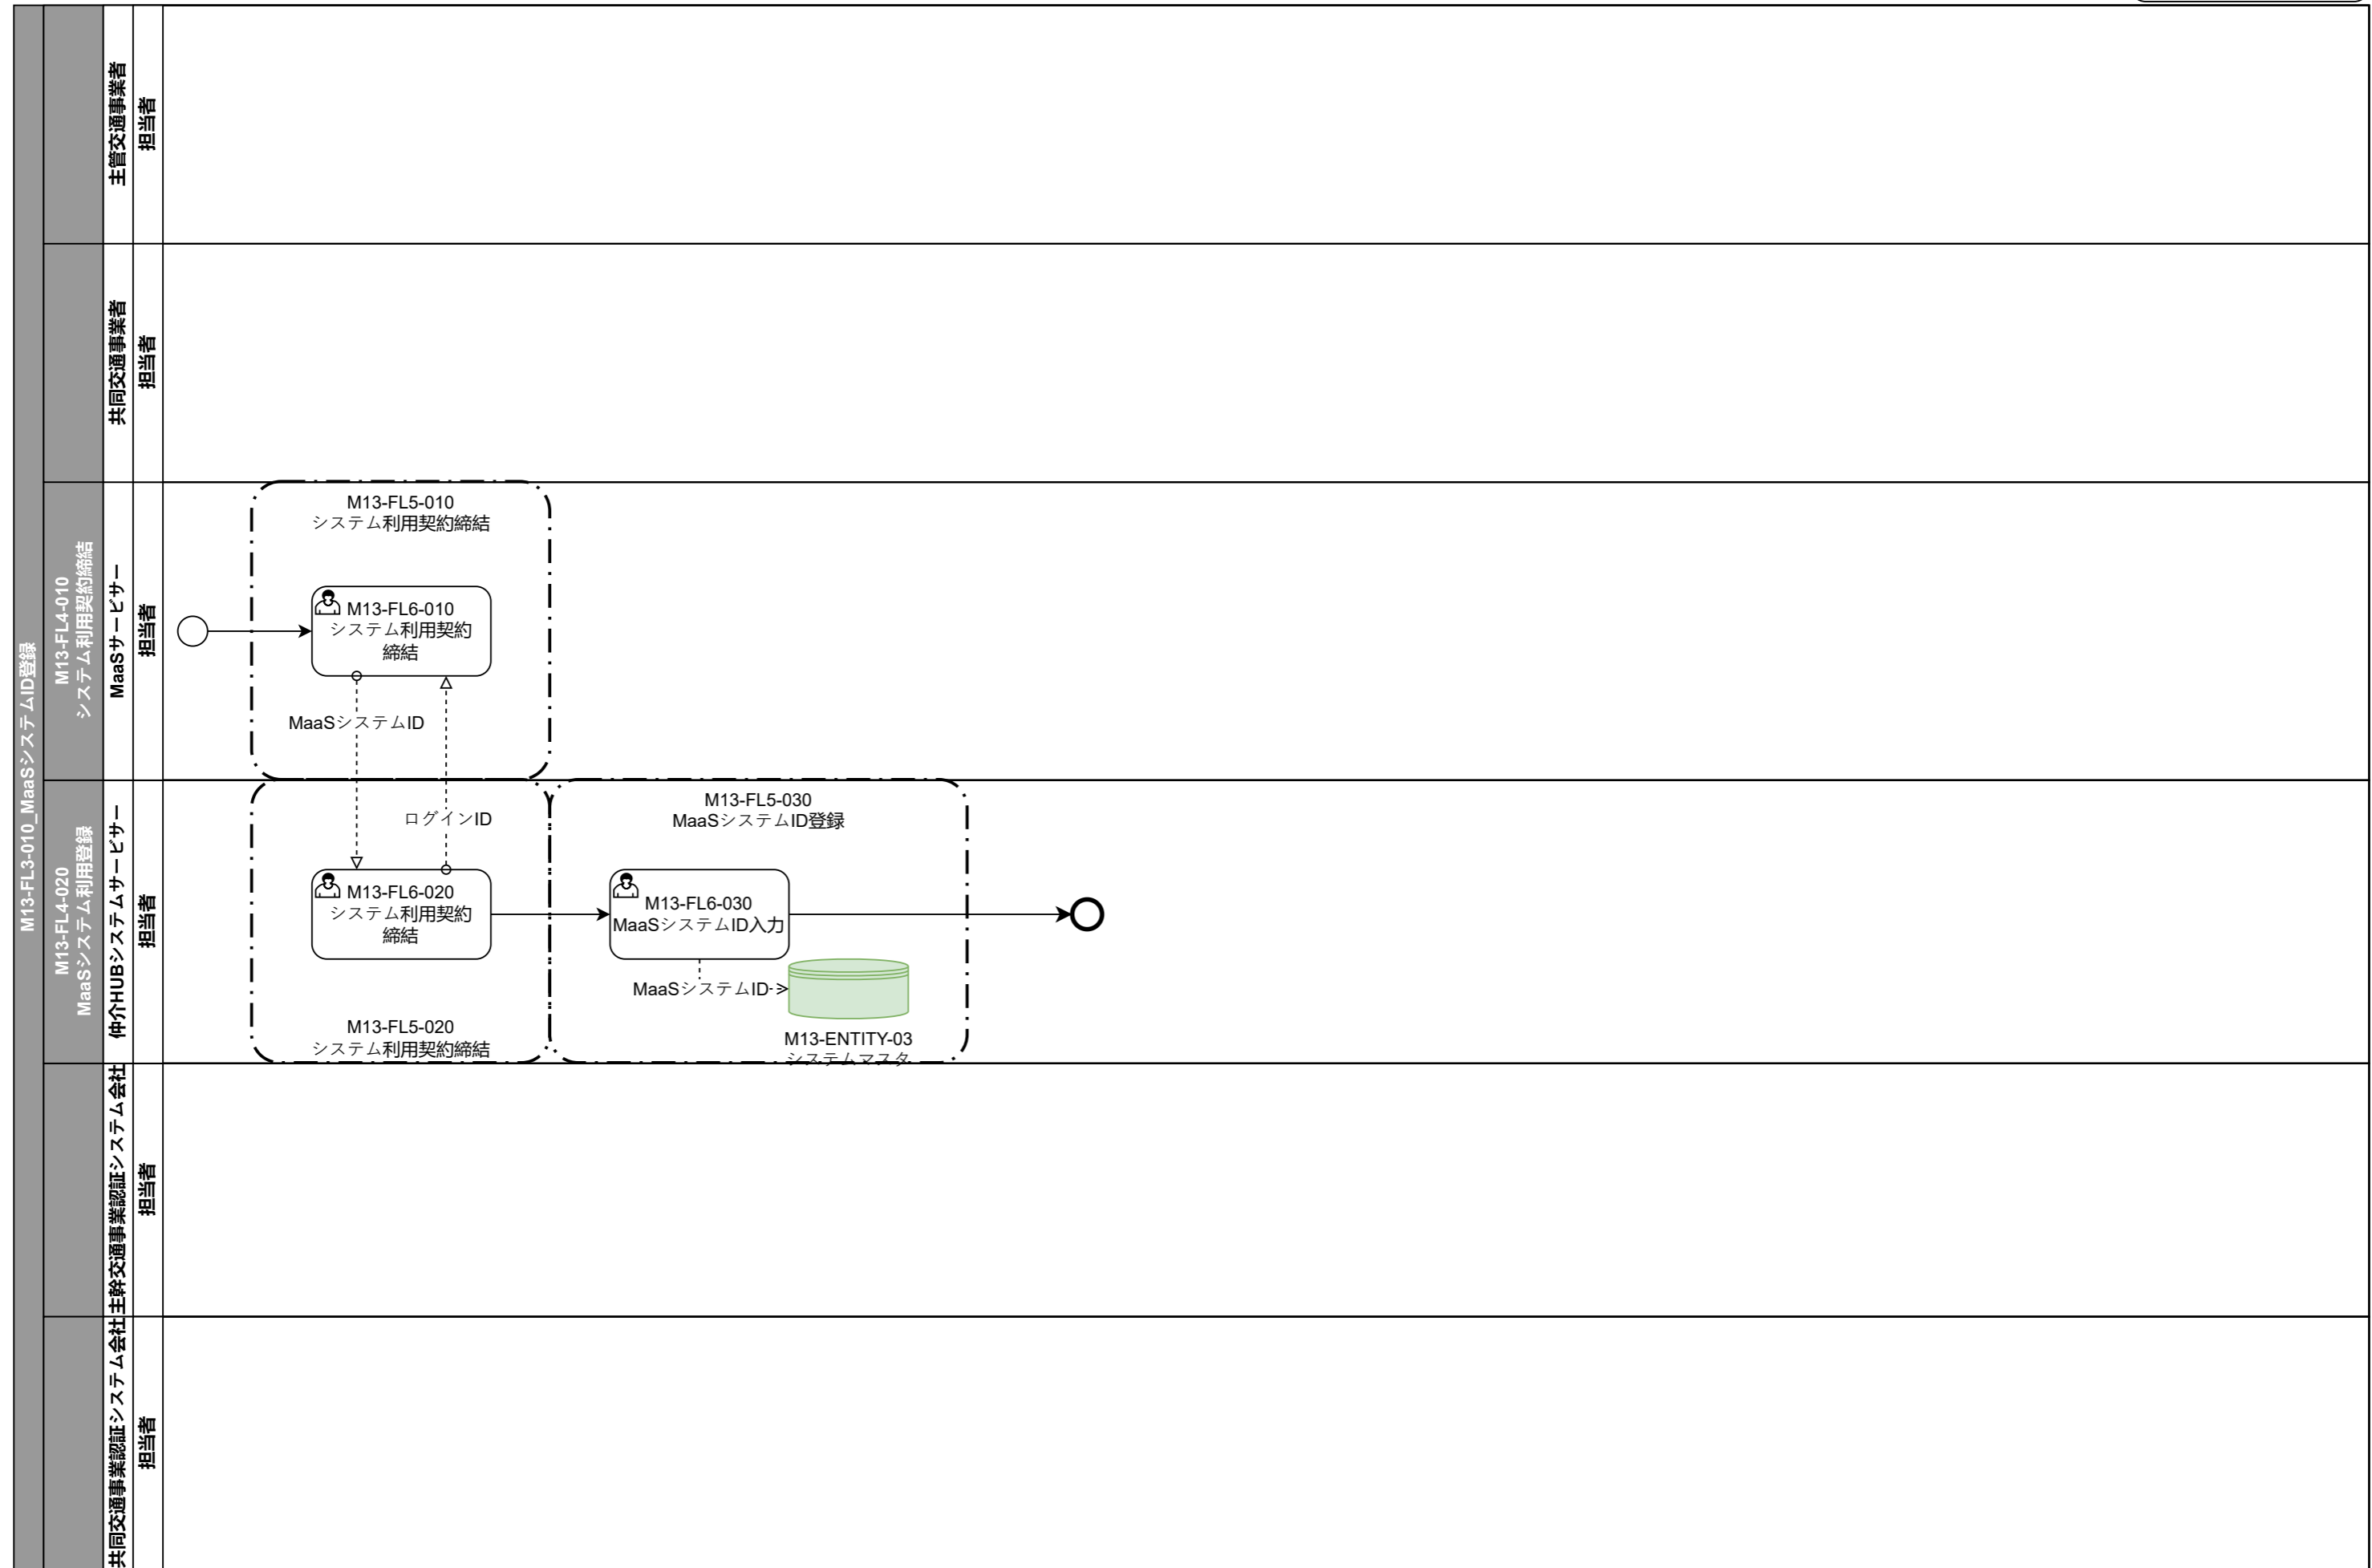 M13-FL3-010_MaaSシステムID登録
主管交通事業者
担当者
共同交通事業者
担当者
M13-FL4-010
システム利用契約締結
MaaSサービサー
担当者
M13-FL5-010
システム利用契約締結
M13-FL6-010
システム利用契約
締結
MaaSシステムID
ログインID
M13-FL4-020
MaaSシステム利用登録
仲介HUBシステムサービサー
担当者
M13-FL6-020
システム利用契約
締結
M13-FL5-020
システム利用契約締結
M13-FL5-030
MaaSシステムID登録
M13-FL6-030
MaaSシステムID入力
MaaSシステムID
M13-ENTITY-03
システムマスタ
主幹交通事業認証システム会社
担当者
共同交通事業認証システム会社
担当者